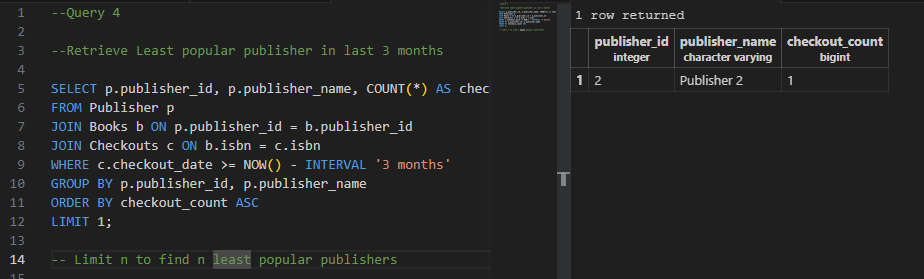 --Query 4
--Retrieve Least popular publisher in last 3 months
SELECT p.publisher_id, p.publisher_name, COUNT(*) AS chec
FROM Publisher p
JOIN Books b ON p.publisher_id = b.publisher_id
JOIN Checkouts c ON b.isbn = c.isbn
WHERE c.checkout_date >= NOW() - INTERVAL '3 months'
GROUP BY p.publisher_id, p.publisher_name
ORDER BY checkout_count ASC
LIMIT 1;
-- Limit n to find n least popular publishers
1
2
3
4
5
6
7
8
9
10
11
12
13
14
15
1 row returned
publisher_id publisher_name checkout_count
integer character varying bigint
1 2 Publisher 2 1